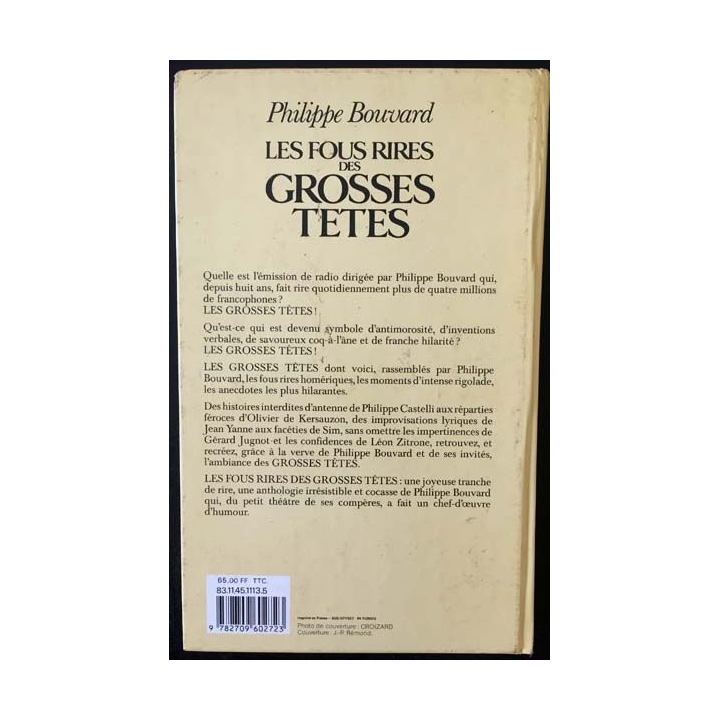 Philippe Bouvard
LES FOUS RIRES
DES
GROSSES
TETES
Quelle est l'émission de radio dirigée par Philippe Bouvard qui,
depuis huit ans, fait rire quotidiennement plus de quatre millions
de francophones ?
LES GROSSES TÊTES !
Qu'est-ce qui est devenu symbole d'antimorosité, d'inventions
verbales, de savoureux coq-à-l'âne et de franche hilarité ?
LES GROSSES TÊTES !
LES GROSSES TÊTES dont voici, rassemblés par Philippe
Bouvard, les fous rires homériques, les moments d'intense rigolade,
les anecdotes les plus hilarantes.
Des histoires interdites d'antenne de Philippe Castelli aux réparties
féroces d'Olivier de Kersauzon, des improvisations lyriques de
Jean Yanne aux facéties de Sim, sans omettre les impertinences de
Gérard Jugnot et les confidences de Léon Zitrone, retrouvez, et
recréez, grâce à la verve de Philippe Bouvard et de ses invités,
l'ambiance des GROSSES TÊTES.
LES FOUS RIRES DES GROSSES TÊTES : une joyeuse tranche
de rire, une anthologie irrésistible et cocasse de Philippe Bouvard
qui, du petit théâtre de ses compères, a fait un chef-d'œuvre
d'humour.
65.00 FF TTC.
83.11.45.1113.5
9 782709 602723
Imprimé en France
Photo de couverture : CROIZARD
Couverture : J.-P. Rémond.